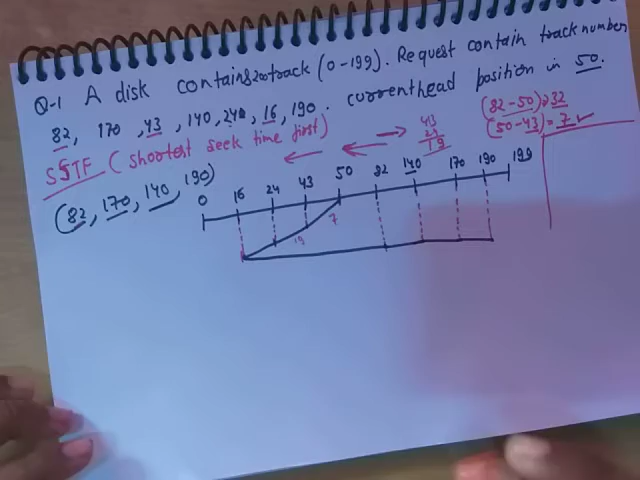 Q-1 A disk contains 200 track (0-199). Request contain track number
82, 170, 43, 140, 24, 16, 190. current head position in 50.
SSTF (shortest seek time first)
(82-50)=32
(50-43)=7 ✓
43
24
19
(82, 170, 140, 190)
0 16 24 43 50 82 140 170 190 199
19 7